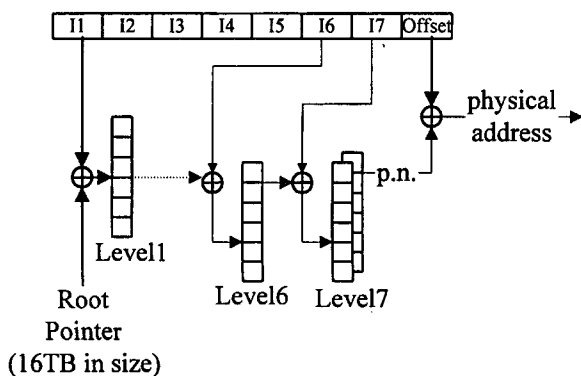 I1 I2 I3 I4 I5 I6 I7 Offset
physical
address
p.n.
Level1
Level6
Level7
Root
Pointer
(16TB in size)